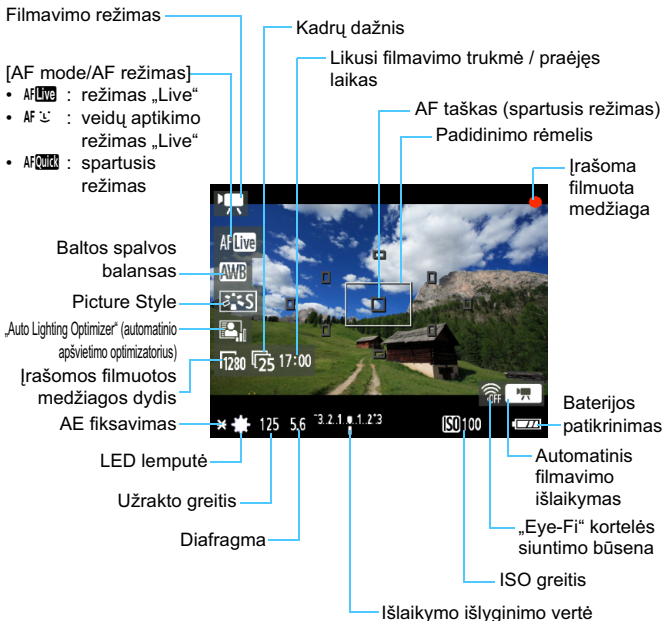 Filmavimo režimas
Kadrų dažnis
Likusi filmavimo trukmė / praėjęs
laikas
[AF mode/AF režimas]
• AF Live : režimas „Live“
• AF : veidų aptikimo
režimas „Live“
• AF Quick : spartusis
režimas
AF taškas (spartusis režimas)
Padidinimo rėmelis
Įrašoma
filmuota
medžiaga
AF Live
Baltos spalvos
balansas
AWB
Picture Style
S
„Auto Lighting Optimizer“ (automatinio
apšvietimo optimizatorius)
Įrašomos filmuotos
medžiagos dydis
1280 25 17:00
OFF
AE fiksavimas
125 5.6 -3.2.1.0.1.2+3 ISO 100
Baterijos
patikrinimas
LED lemputė
Automatinis
filmavimo
išlaikymas
Užrakto greitis
„Eye-Fi“ kortelės
siuntimo būsena
Diafragma
ISO greitis
Išlaikymo išlyginimo vertė